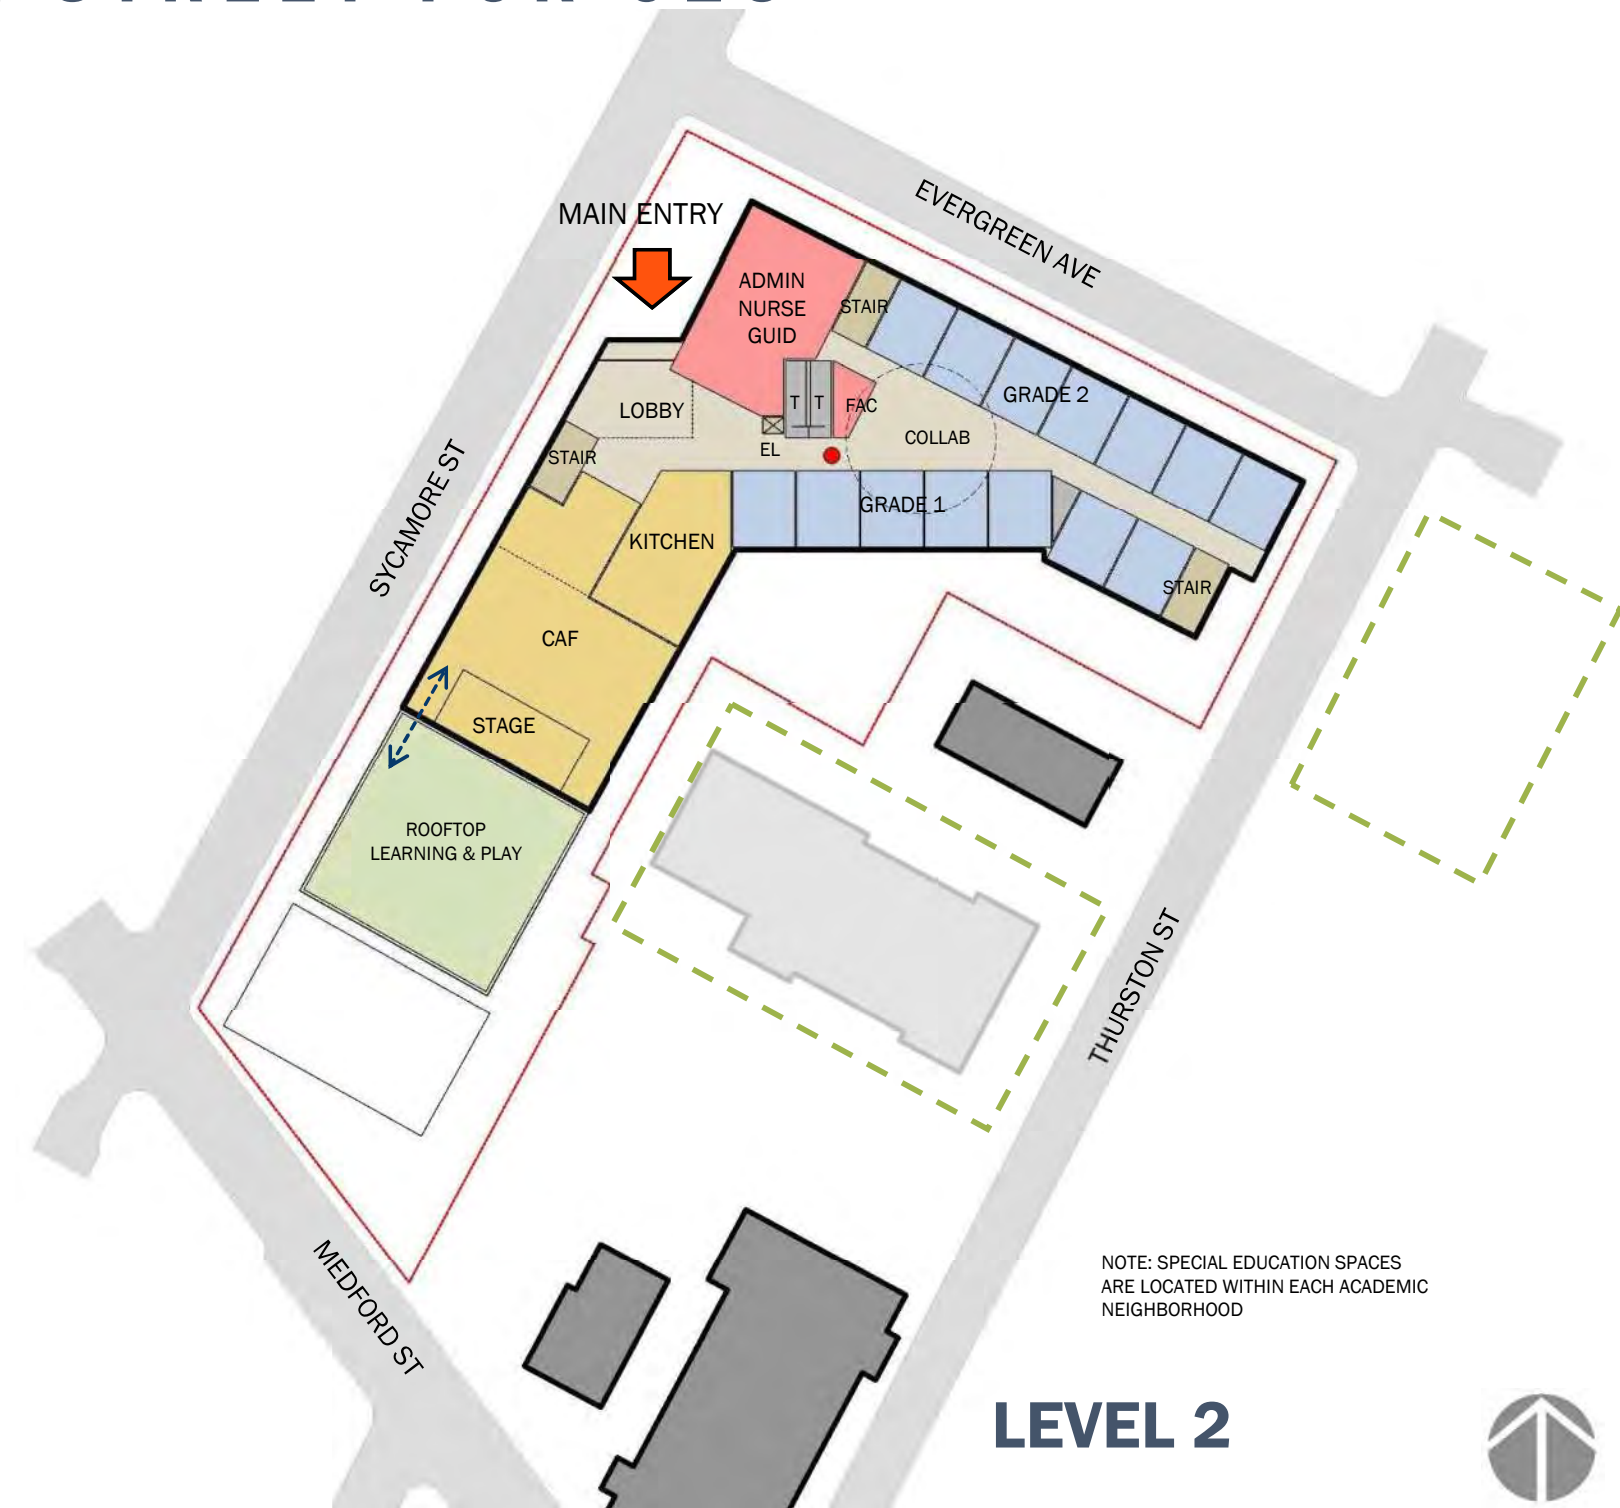 EVERGREEN AVE
MAIN ENTRY
ADMIN
NURSE
GUID
STAIR
GRADE 2
T T
FAC
LOBBY
COLLAB
EL
STAIR
GRADE 1
KITCHEN
SYCAMORE ST
STAIR
CAF
STAGE
ROOFTOP
LEARNING & PLAY
THURSTON ST
MEDFORD ST
NOTE: SPECIAL EDUCATION SPACES
ARE LOCATED WITHIN EACH ACADEMIC
NEIGHBORHOOD
LEVEL 2